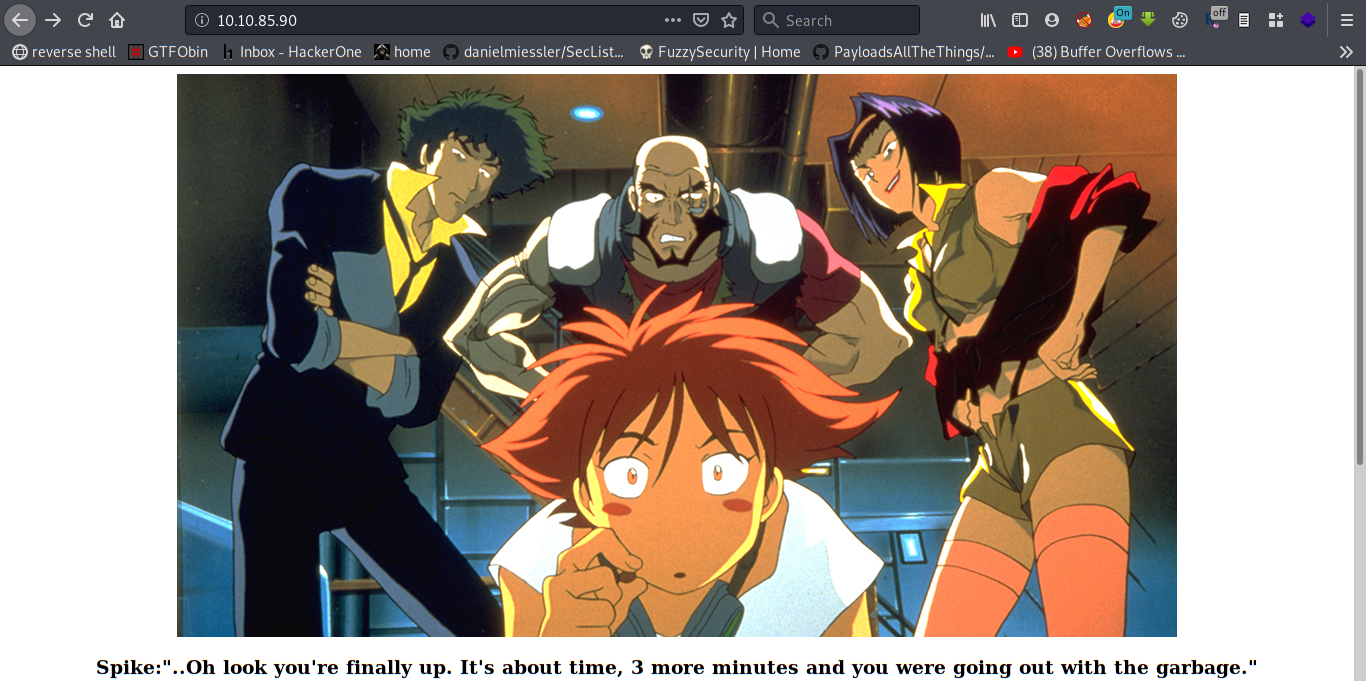 10.10.85.90
Search
On
off
reverse shell
GTFObin
Inbox - HackerOne
home
danielmiessler/SecList...
FuzzySecurity | Home
PayloadsAllTheThings/...
(38) Buffer Overflows ...
Spike:"..Oh look you're finally up. It's about time, 3 more minutes and you were going out with the garbage."